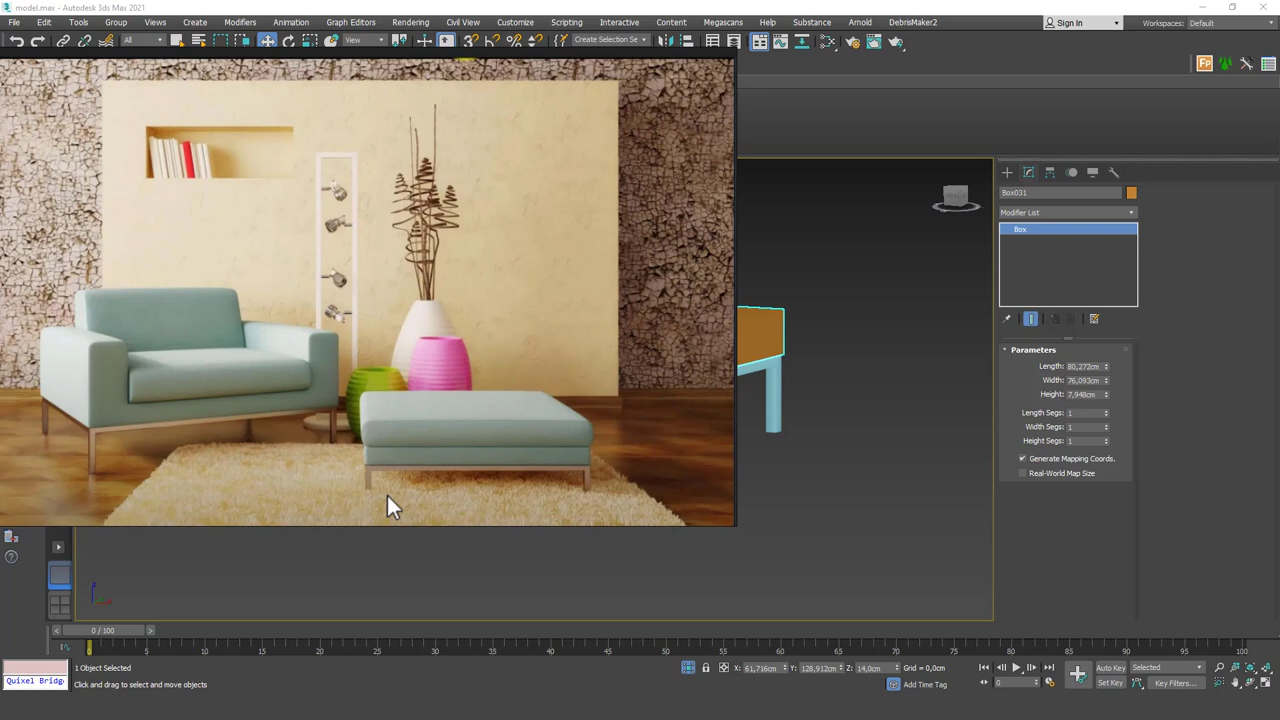 model.max - Autodesk 3ds Max 2021
File Edit Tools Group Views Create Modifiers Animation Graph Editors Rendering Civil View Customize Scripting Interactive Content Megascans Help Substance Arnold DebrisMaker2 Sign In Workspaces: Default
All View Create Selection Se
Fp
Box031
Modifier List
Box
Parameters
Length: 80,272cm
Width: 76,093cm
Height: 7,948cm
Length Segs: 1
Width Segs: 1
Height Segs: 1
Generate Mapping Coords.
Real-World Map Size
0 / 100
0 5 10 15 20 25 30 35 40 45 50 55 60 65 70 75 80 85 90 95 100
1 Object Selected X: 61,716cm Y: 128,912cm Z: 14,0cm Grid = 0,0cm Auto Key Selected
Quixel Bridg Click and drag to select and move objects Add Time Tag 0 Set Key Key Filters...